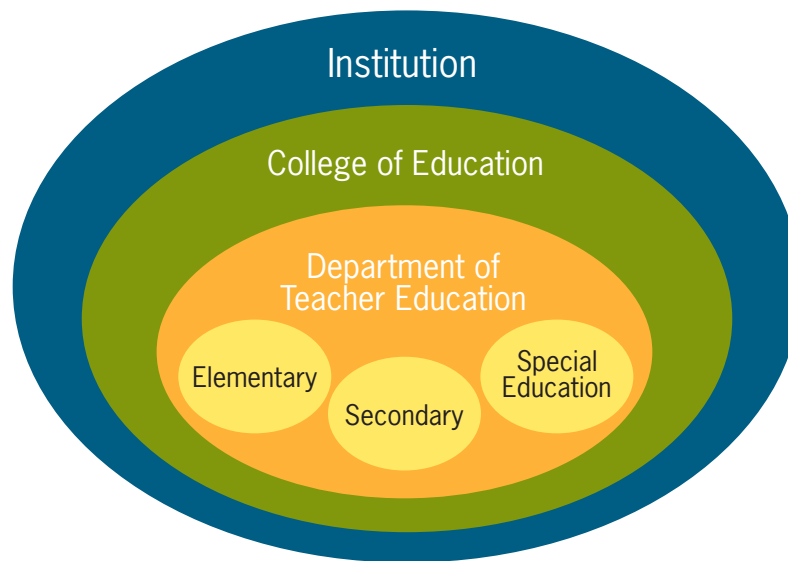 Institution
College of Education
Department of
Teacher Education
Elementary
Secondary
Special
Education